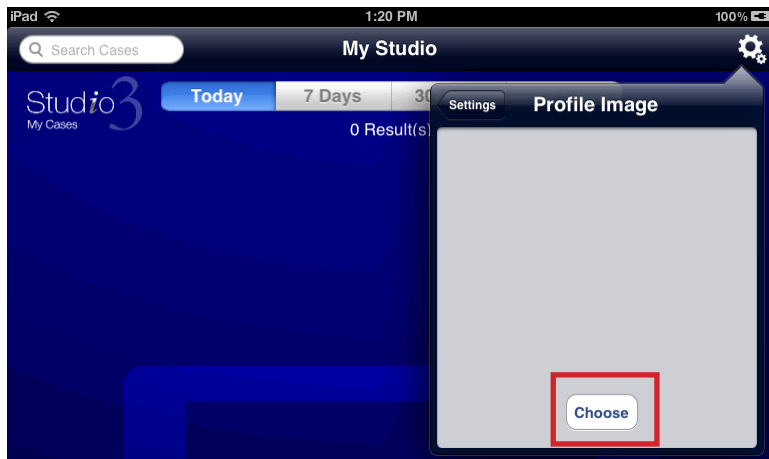 iPad 1:20 PM 100%
Search Cases My Studio
Studio3
My Cases
Today 7 Days 30
0 Result(s)
Settings Profile Image
Choose